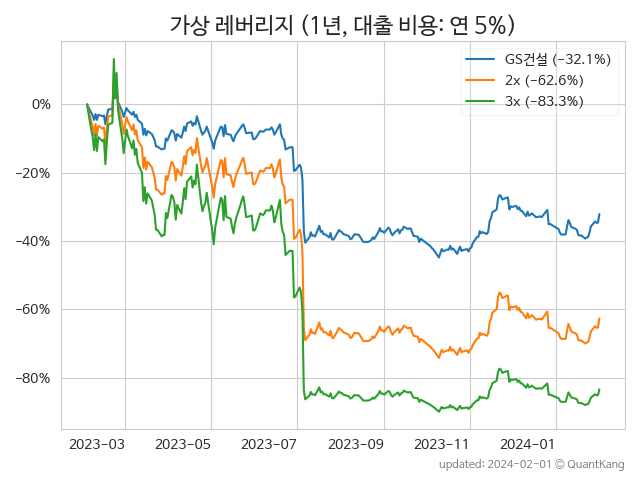 가상 레버리지 (1년, 대출 비용: 연 5%)
GS건설 (−32.1%)
2x (−62.6%)
3x (−83.3%)
0%
−20%
−40%
−60%
−80%
2023-03 2023-05 2023-07 2023-09 2023-11 2024-01
updated: 2024-02-01 © QuantKang